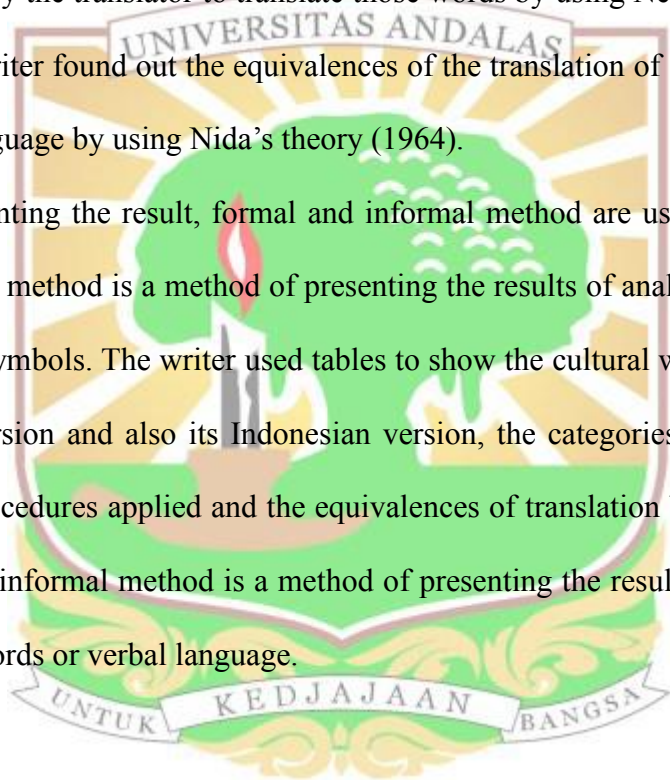 y the translator to translate those words by using Ne
UNIVERSITAS ANDALAS
riter found out the equivalences of the translation of
guage by using Nida's theory (1964).
nting the result, formal and informal method are us
method is a method of presenting the results of anal
ymbols. The writer used tables to show the cultural w
rsion and also its Indonesian version, the categories
cedures applied and the equivalences of translation
informal method is a method of presenting the resul
ords or verbal language.
UNTUK KEDJAJAAN BANGSA